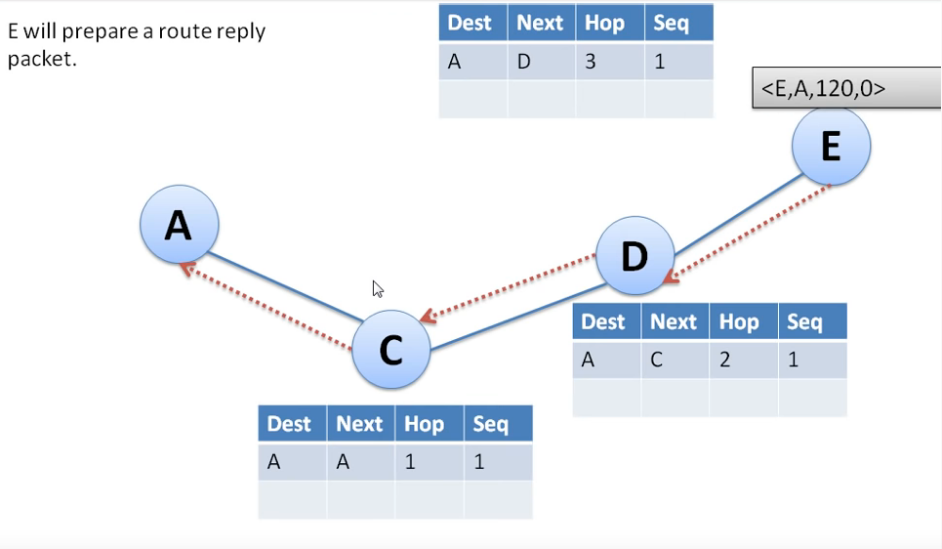 E will prepare a route reply
packet.
Dest Next Hop Seq
A D 3 1
<E,A,120,0>
E
A
D
C
Dest Next Hop Seq
A C 2 1
Dest Next Hop Seq
A A 1 1